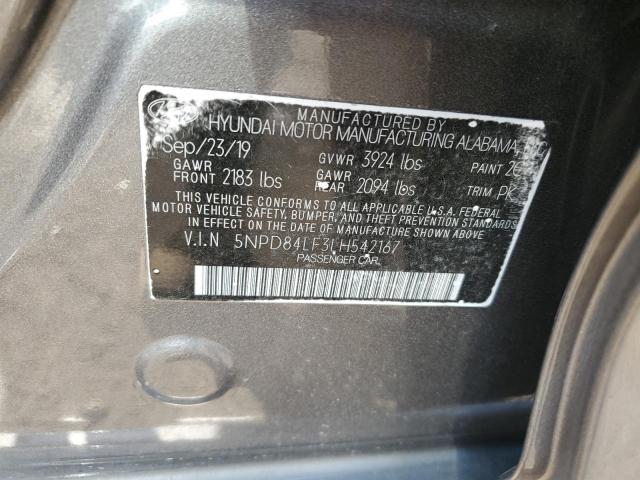 MANUFACTURED BY
HYUNDAI MOTOR MANUFACTURING ALABAMA,
Sep/23/19 GVWR 3924 lbs PAINT
GAWR FRONT 2183 lbs GAWR REAR 2094 lbs TRIM
THIS VEHICLE CONFORMS TO ALL APPLICABLE U.S.A. FEDERAL
MOTOR VEHICLE SAFETY, BUMPER, AND THEFT PREVENTION STANDARDS
IN EFFECT ON THE DATE OF MANUFACTURE SHOWN ABOVE.
V.I.N 5NPD84LF3LH542167
PASSENGER CAR